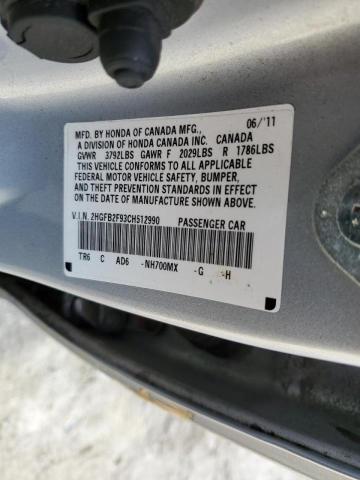 MFD. BY HONDA OF CANADA MFG., 06/'11
A DIVISION OF HONDA CANADA INC. CANADA
GVWR 3792LBS GAWR F 2029LBS R 1786LBS
THIS VEHICLE CONFORMS TO ALL APPLICABLE
FEDERAL MOTOR VEHICLE SAFETY, BUMPER,
AND THEFT PREVENTION STANDARDS IN EFFECT
ON THE DATE OF MANUFACTURE SHOWN ABOVE.
V.I.N. 2HGFB2F93CH512990 PASSENGER CAR
TR6 C AD6 -NH700MX -G H